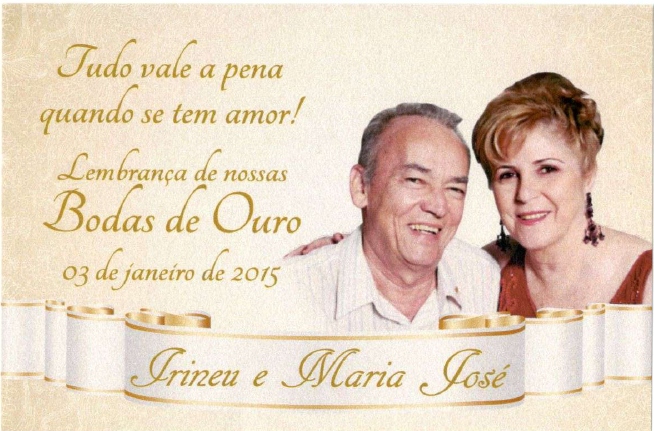 Tudo vale a pena
quando se tem amor!
Lembrança de nossas
Bodas de Ouro
03 de janeiro de 2015
Irineu e Maria José